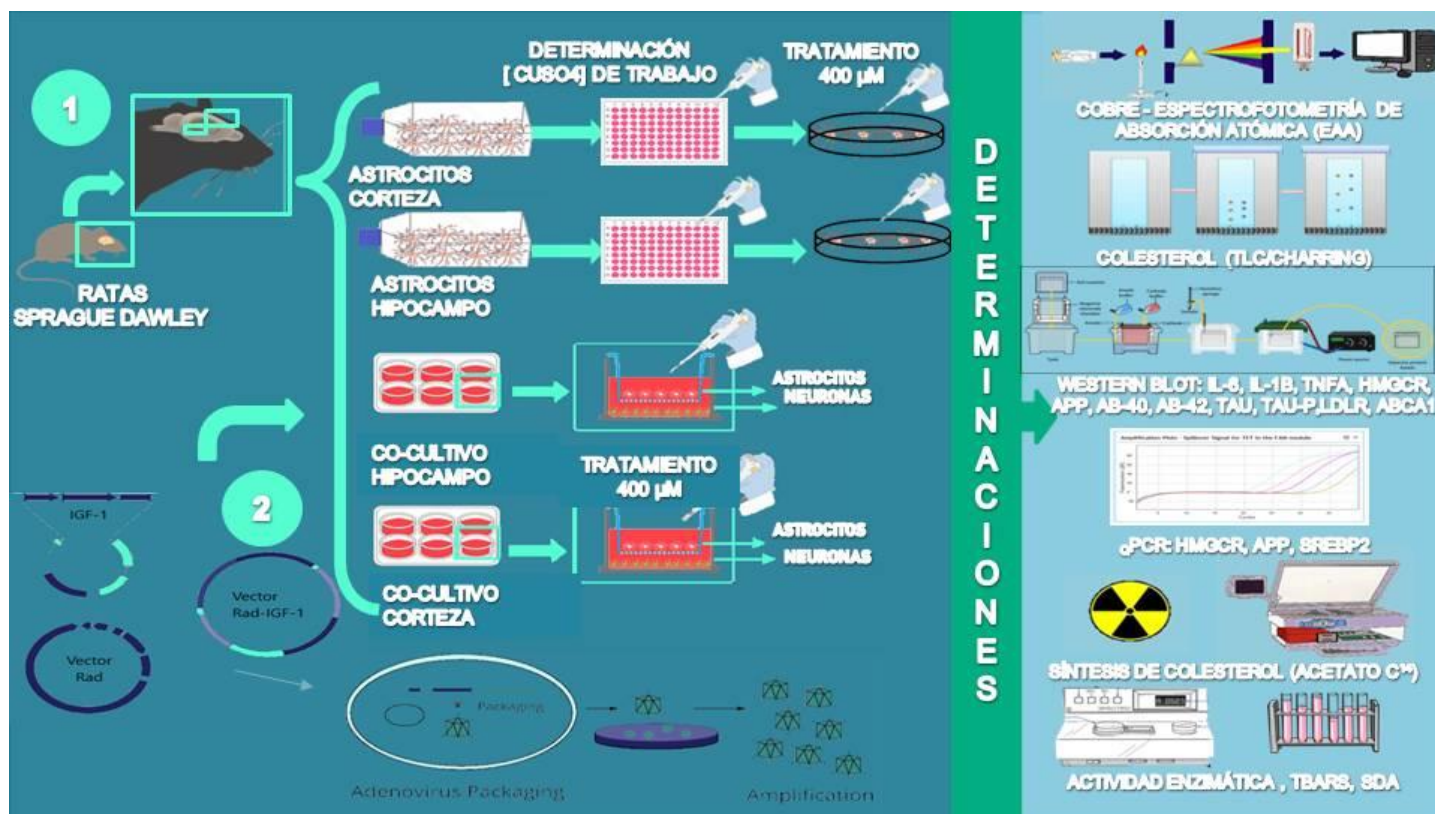 1
RATAS
SPRAGUE DAWLEY
DETERMINACIÓN
[ CUSO4] DE TRABAJO
TRATAMIENTO
400 µM
ASTROCITOS
CORTEZA
ASTROCITOS
HIPOCAMPO
ASTROCITOS
NEURONAS
CO-CULTIVO
HIPOCAMPO
TRATAMIENTO
400 µM
ASTROCITOS
NEURONAS
CO-CULTIVO
CORTEZA
2
IGF-1
Vector
Rad-IGF-1
Vector
Rad
Packaging
Adenovirus Packaging
Amplification
DETERMINACIONES
COBRE - ESPECTROFOTOMETRÍA DE
ABSORCIÓN ATÓMICA (EAA)
COLESTEROL (TLC/CHARRING)
WESTERN BLOT: IL-6, IL-1B, TNFA, HMGCR,
APP, AB-40, AB-42, TAU, TAU-P,LDLR, ABCA1
qPCR: HMGCR, APP, SREBP2
SÍNTESIS DE COLESTEROL (ACETATO C¹⁴)
ACTIVIDAD ENZIMÁTICA , TBARS, SDA